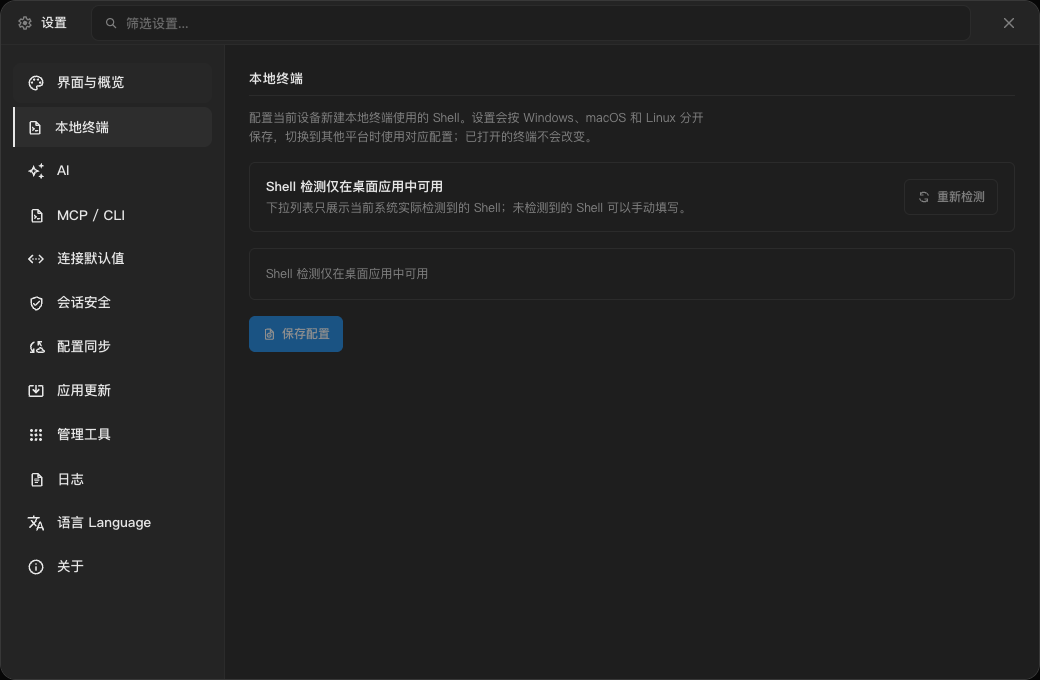 设置
筛选设置...
界面与概览
本地终端
AI
MCP / CLI
连接默认值
会话安全
配置同步
应用更新
管理工具
日志
语言 Language
关于
本地终端
配置当前设备新建本地终端使用的 Shell。设置会按 Windows、macOS 和 Linux 分开
保存，切换到其他平台时使用对应配置；已打开的终端不会改变。
Shell 检测仅在桌面应用中可用
下拉列表只展示当前系统实际检测到的 Shell；未检测到的 Shell 可以手动填写。
重新检测
Shell 检测仅在桌面应用中可用
保存配置